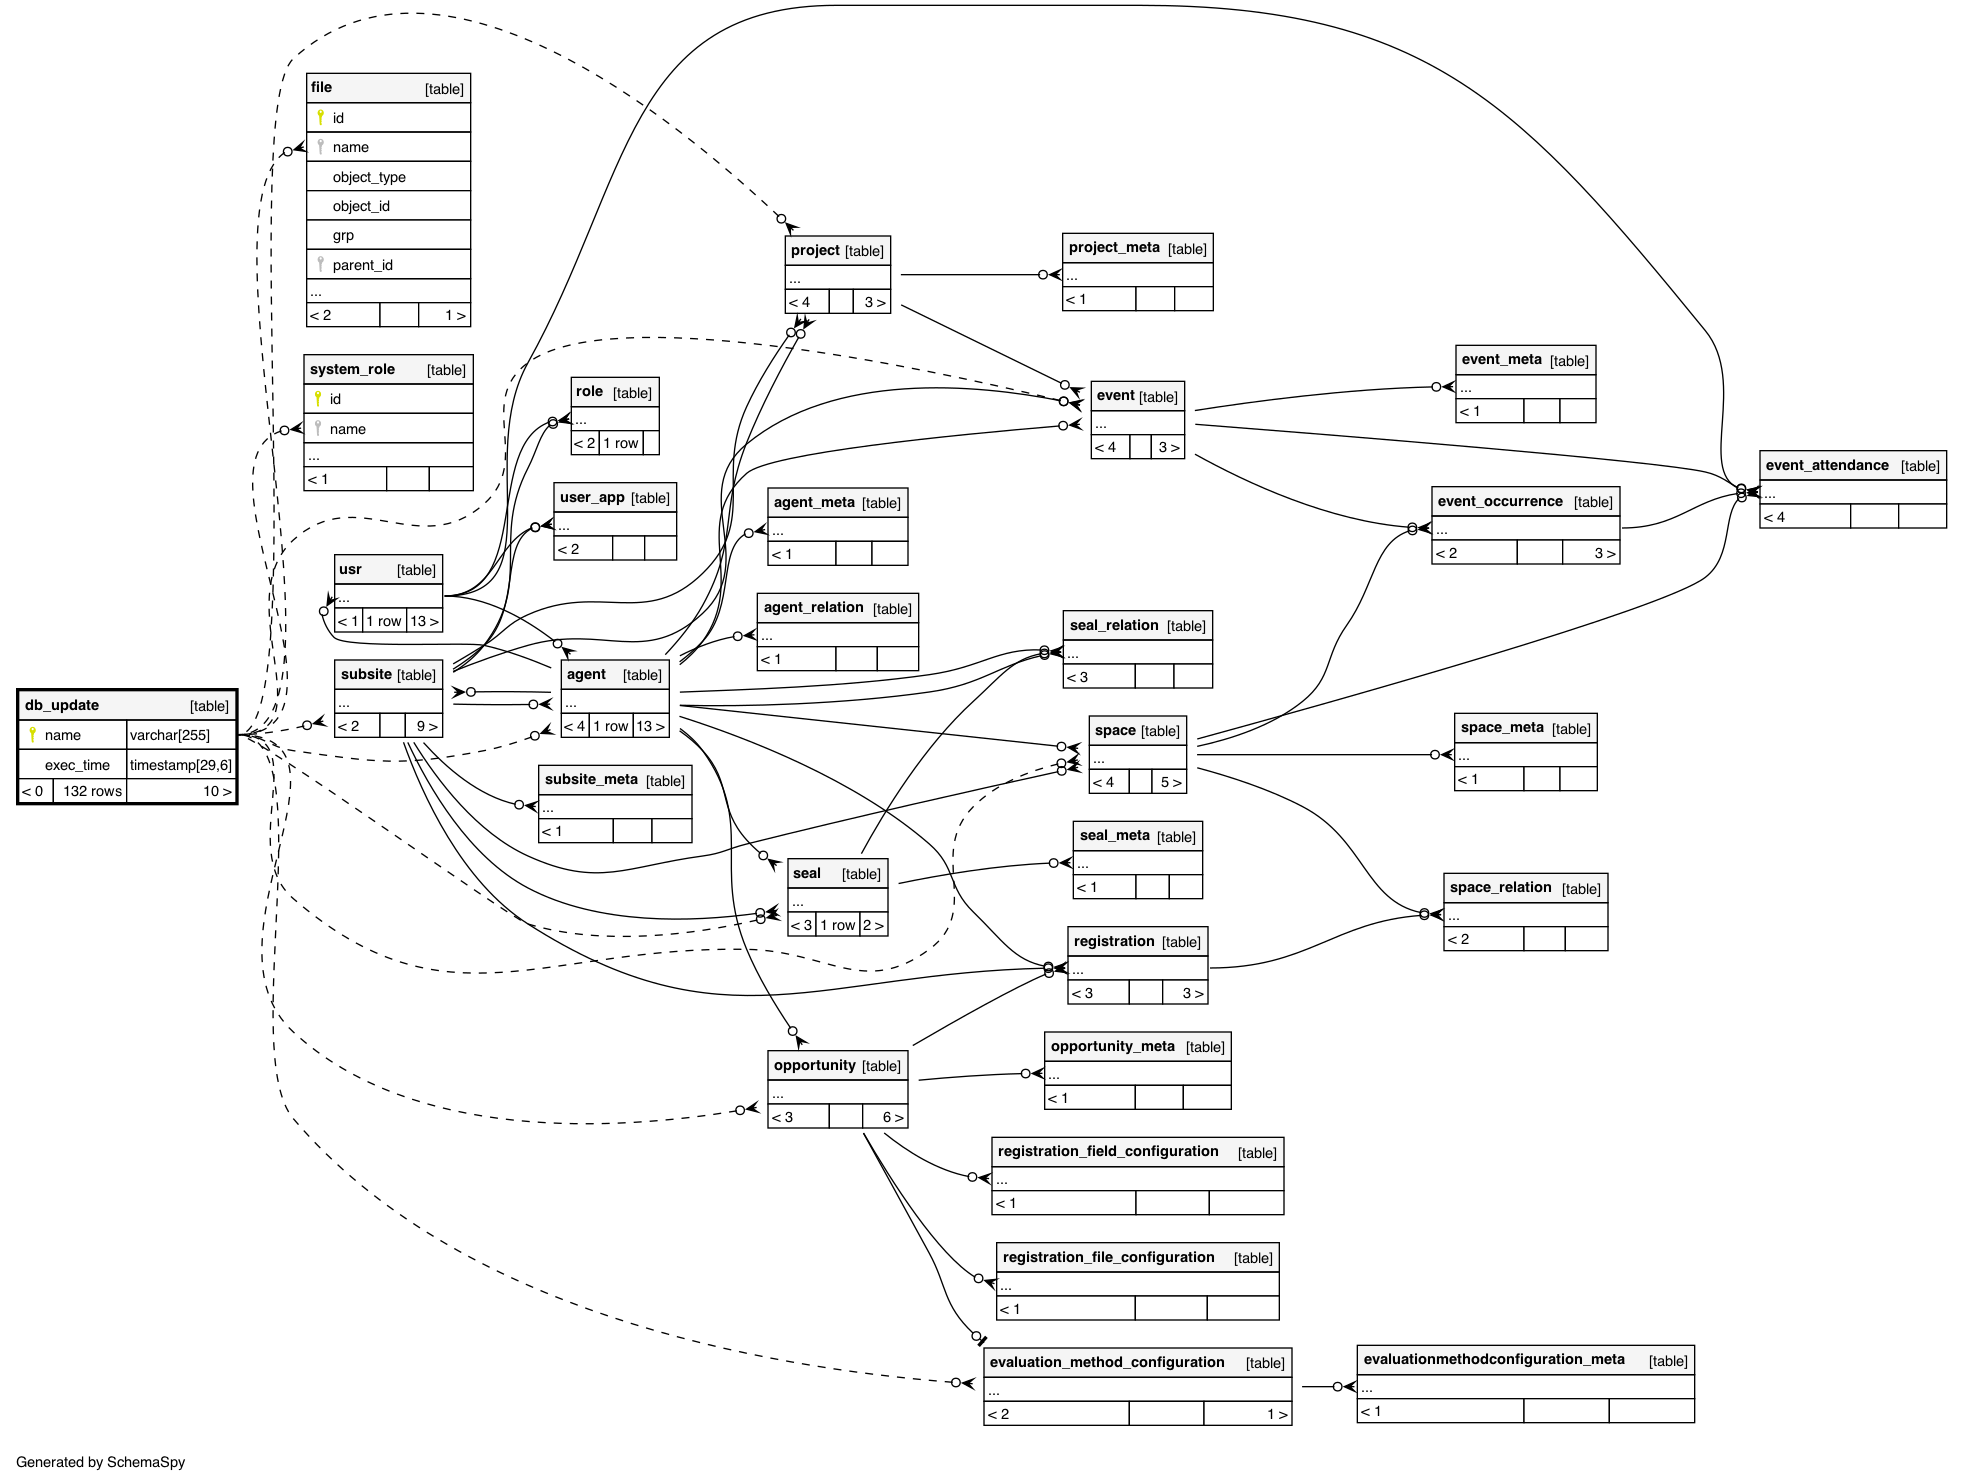 file [table]
id
name
object_type
object_id
grp
parent_id
...
< 2 1 >
system_role [table]
id
name
...
< 1
usr [table]
...
< 1 1 row 13 >
subsite [table]
...
< 2 9 >
db_update [table]
name varchar[255]
exec_time timestamp[29,6]
< 0 132 rows 10 >
role [table]
...
< 2 1 row
user_app [table]
...
< 2
agent [table]
...
< 4 1 row 13 >
subsite_meta [table]
...
< 1
project [table]
...
< 4 3 >
agent_meta [table]
...
< 1
agent_relation [table]
...
< 1
seal [table]
...
< 3 1 row 2 >
opportunity [table]
...
< 3 6 >
project_meta [table]
...
< 1
event [table]
...
< 4 3 >
seal_relation [table]
...
< 3
space [table]
...
< 4 5 >
seal_meta [table]
...
< 1
registration [table]
...
< 3 3 >
opportunity_meta [table]
...
< 1
registration_field_configuration [table]
...
< 1
registration_file_configuration [table]
...
< 1
evaluation_method_configuration [table]
...
< 2 1 >
event_meta [table]
...
< 1
event_occurrence [table]
...
< 2 3 >
space_meta [table]
...
< 1
space_relation [table]
...
< 2
evaluationmethodconfiguration_meta [table]
...
< 1
event_attendance [table]
...
< 4
Generated by SchemaSpy